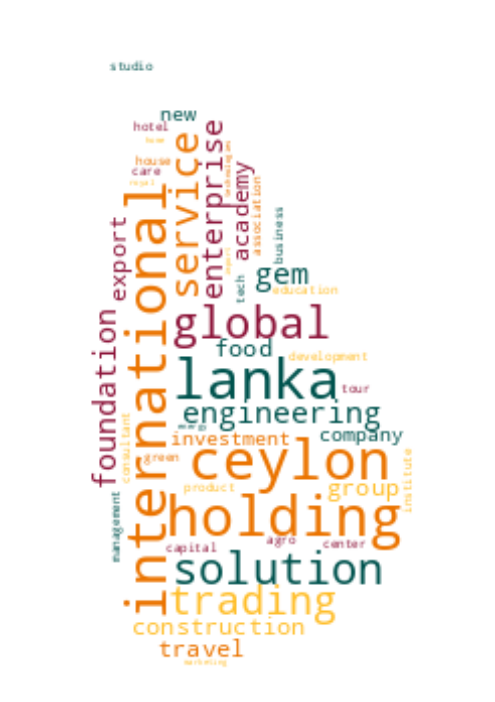 studio
new
hotel
house
care
service
enterprise
technologies
academy
association
business
export
international
tech
gem
education
global
foundation
food
development
lanka
tour
engineering
consultant
investment
company
green
ceylon
institute
product
group
management
holding
agro
center
capital
solution
trading
construction
travel
marketing